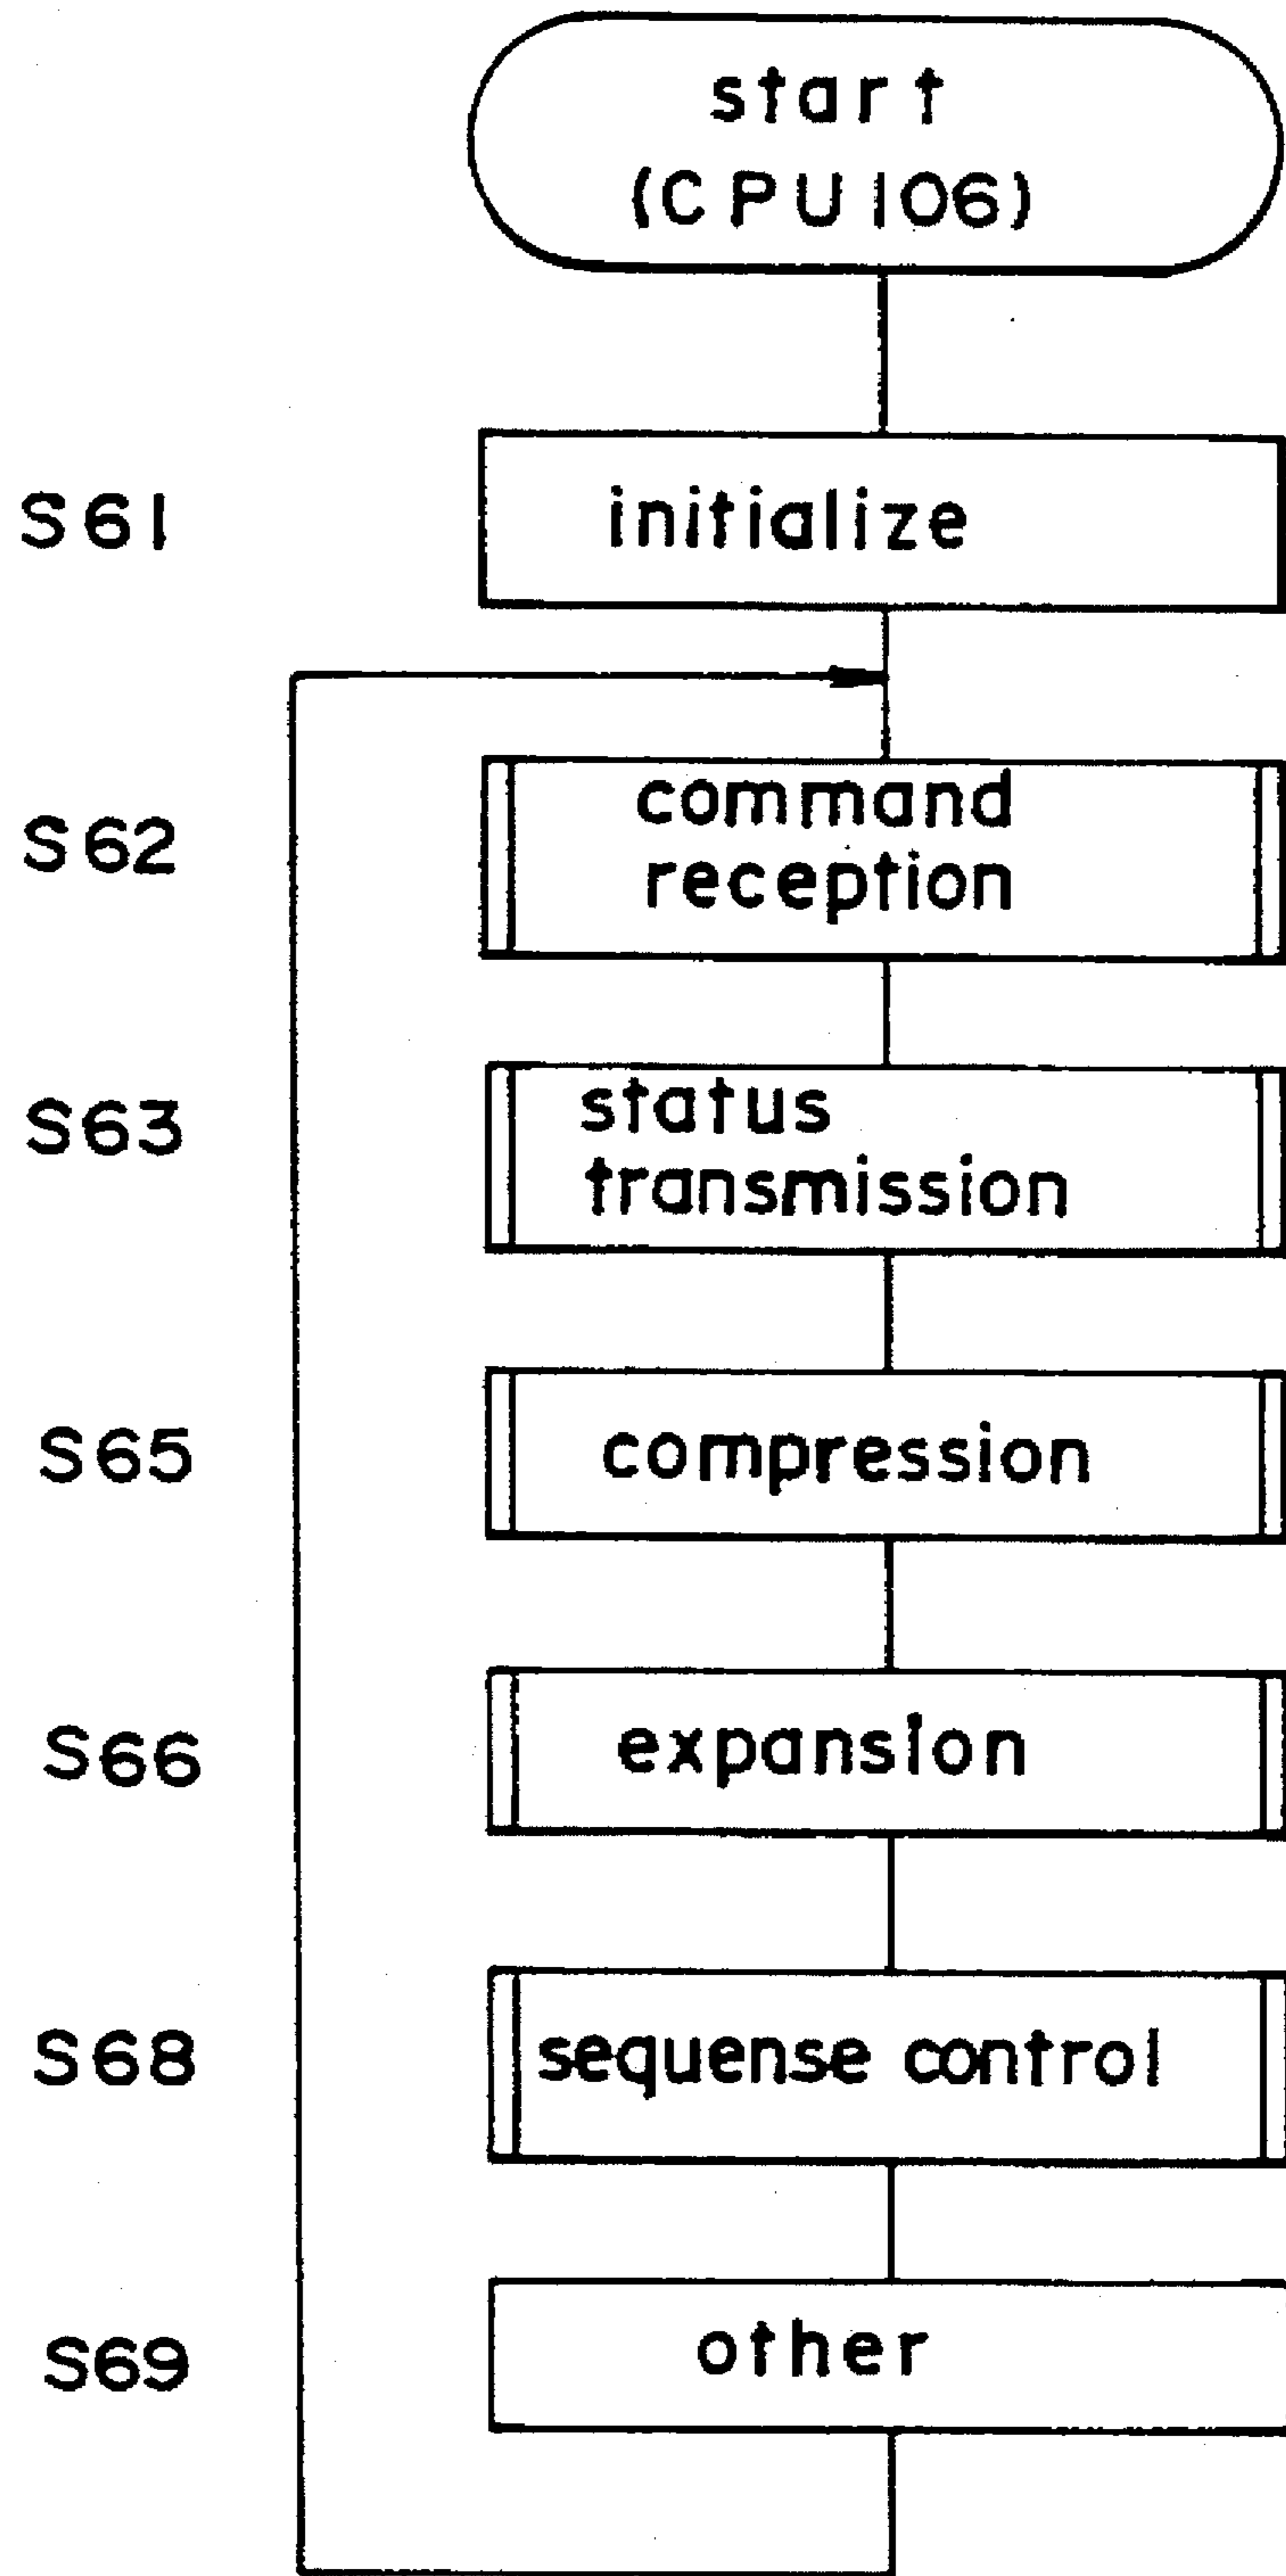 start
(CPU106)
S61
initialize
S62
command
reception
S63
status
transmission
S65
compression
S66
expansion
S68
sequense control
S69
other